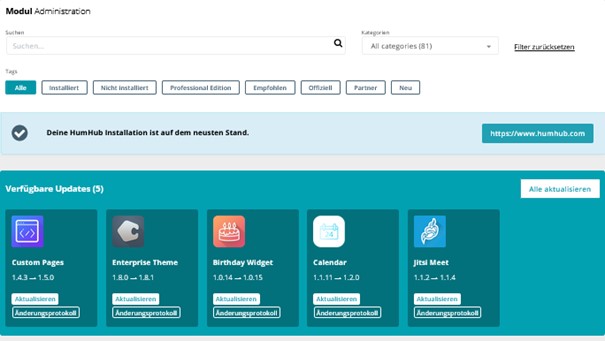 Modul Administration
Suchen
Kategorien
Suchen...
All categories (81)
Filter zurücksetzen
Tags
Alle
Installiert
Nicht installiert
Professional Edition
Empfohlen
Offiziell
Partner
Neu
Deine HumHub Installation ist auf dem neusten Stand.
https://www.humhub.com
Verfügbare Updates (5)
Alle aktualisieren
24
Custom Pages
Enterprise Theme
Birthday Widget
Calendar
Jitsi Meet
1.4.3 → 1.5.0
1.8.0 → 1.8.1
1.0.14 → 1.0.15
1.1.11 → 1.2.0
1.1.2 → 1.1.4
Aktualisieren
Aktualisieren
Aktualisieren
Aktualisieren
Aktualisieren
Änderungsprotokoll
Änderungsprotokoll
Änderungsprotokoll
Änderungsprotokoll
Änderungsprotokoll